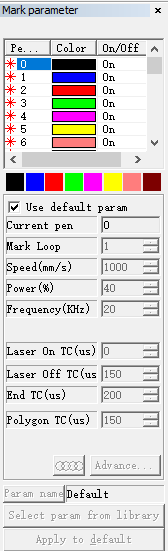 Mark parameter
Pe... Color On/Off
0 On
1 On
2 On
3 On
4 On
5 On
6 On
Use default param
Current pen 0
Mark Loop 1
Speed(mm/s) 1000
Power(%) 40
Frequency(KHz) 20
Laser On TC(us) 0
Laser Off TC(us 150
End TC(us) 200
Polygon TC(us) 150
Advance...
Param name Default
Select param from library
Apply to default